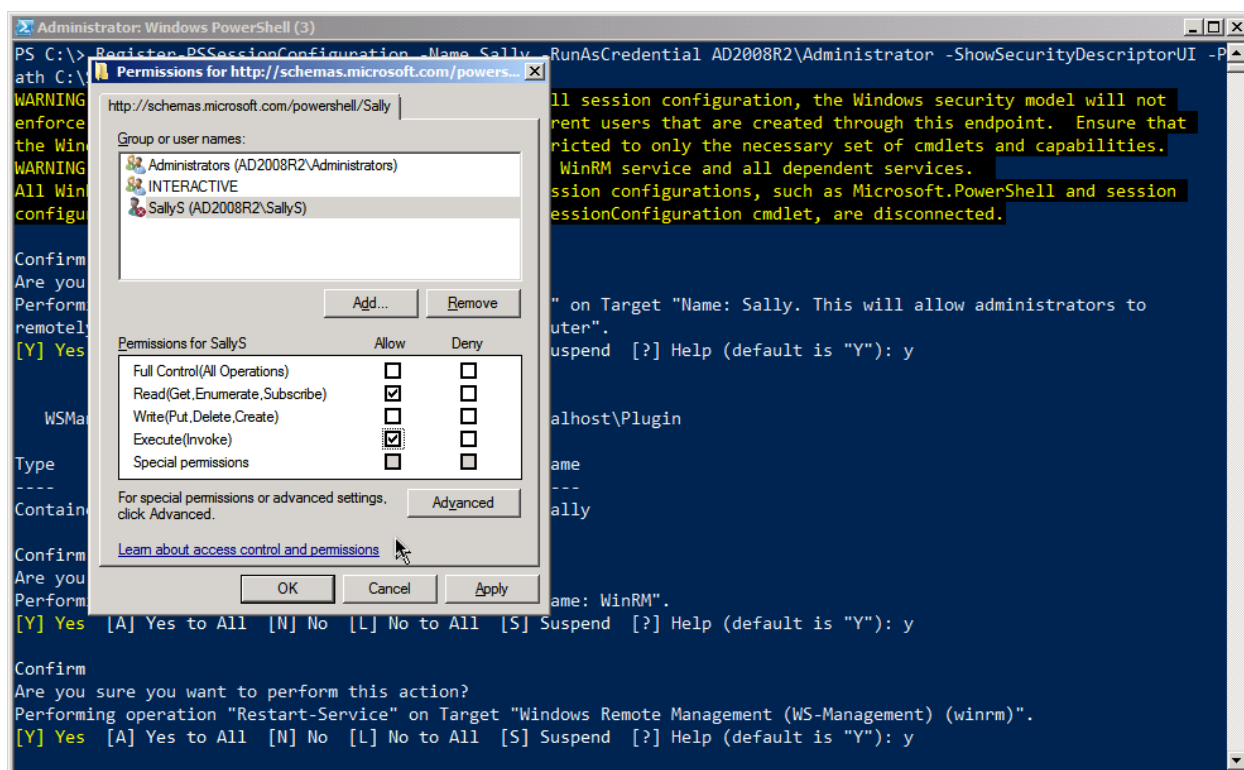 Administrator: Windows PowerShell (3)
PS C:\> Register-PSSessionConfiguration -Name Sally -RunAsCredential AD2008R2\Administrator -ShowSecurityDescriptorUI -P
ath C:\
WARNING ll session configuration, the Windows security model will not
enforce rent users that are created through this endpoint. Ensure that
the Win ricted to only the necessary set of cmdlets and capabilities.
WARNING WinRM service and all dependent services.
All Win ssion configurations, such as Microsoft.PowerShell and session
configu essionConfiguration cmdlet, are disconnected.
Confirm
Are you
Perform " on Target "Name: Sally. This will allow administrators to
remotely uter".
[Y] Yes uspend [?] Help (default is "Y"): y
WSMa alhost\Plugin
Type ame
---- ---
Contain ally
Confirm
Are you
Perform ame: WinRM".
[Y] Yes [A] Yes to All [N] No [L] No to All [S] Suspend [?] Help (default is "Y"): y
Confirm
Are you sure you want to perform this action?
Performing operation "Restart-Service" on Target "Windows Remote Management (WS-Management) (winrm)".
[Y] Yes [A] Yes to All [N] No [L] No to All [S] Suspend [?] Help (default is "Y"): y
Permissions for http://schemas.microsoft.com/powers...
http://schemas.microsoft.com/powershell/Sally
Group or user names:
Administrators (AD2008R2\Administrators)
INTERACTIVE
SallyS (AD2008R2\SallyS)
Add... Remove
Permissions for SallyS Allow Deny
Full Control(All Operations)
Read(Get,Enumerate,Subscribe)
Write(Put,Delete,Create)
Execute(Invoke)
Special permissions
For special permissions or advanced settings,
click Advanced.
Advanced
Learn about access control and permissions
OK Cancel Apply